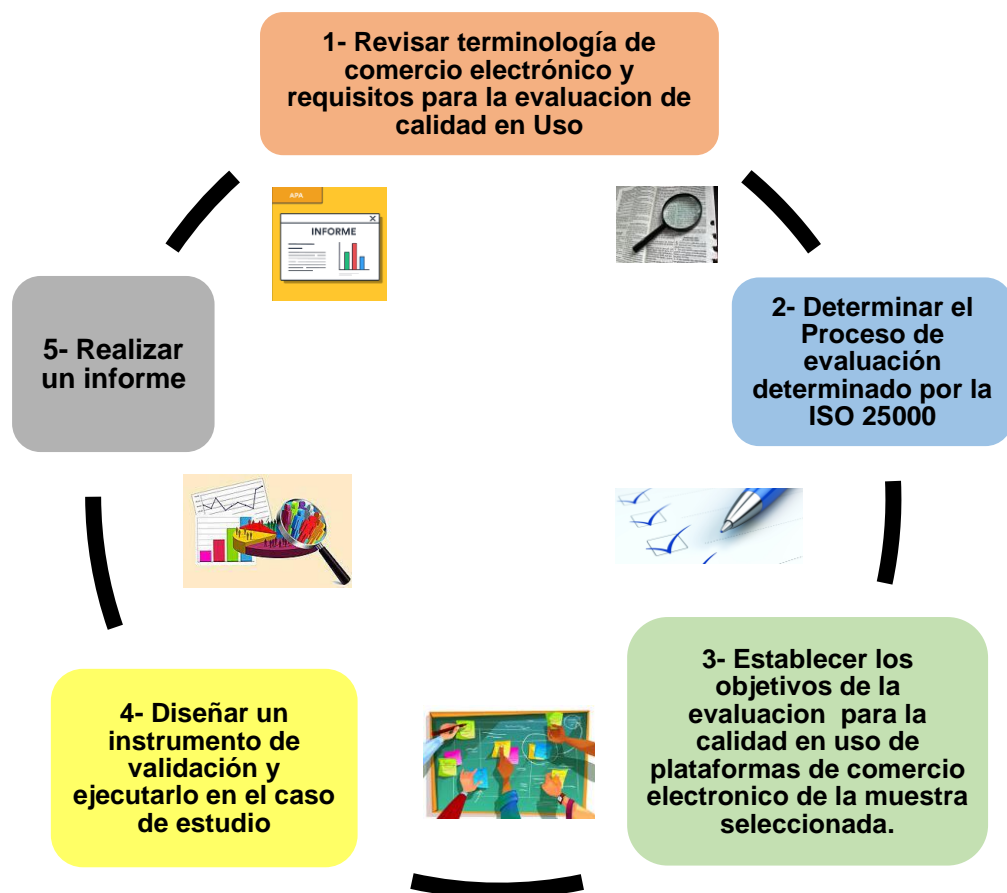 1- Revisar terminología de
comercio electrónico y
requisitos para la evaluacion de
calidad en Uso
APA
INFORME
2- Determinar el
Proceso de
evaluación
determinado por la
ISO 25000
5- Realizar
un informe
3- Establecer los
objetivos de la
evaluacion  para la
calidad en uso de
plataformas de comercio
electronico de la muestra
seleccionada.
4- Diseñar un
instrumento de
validación y
ejecutarlo en el caso
de estudio